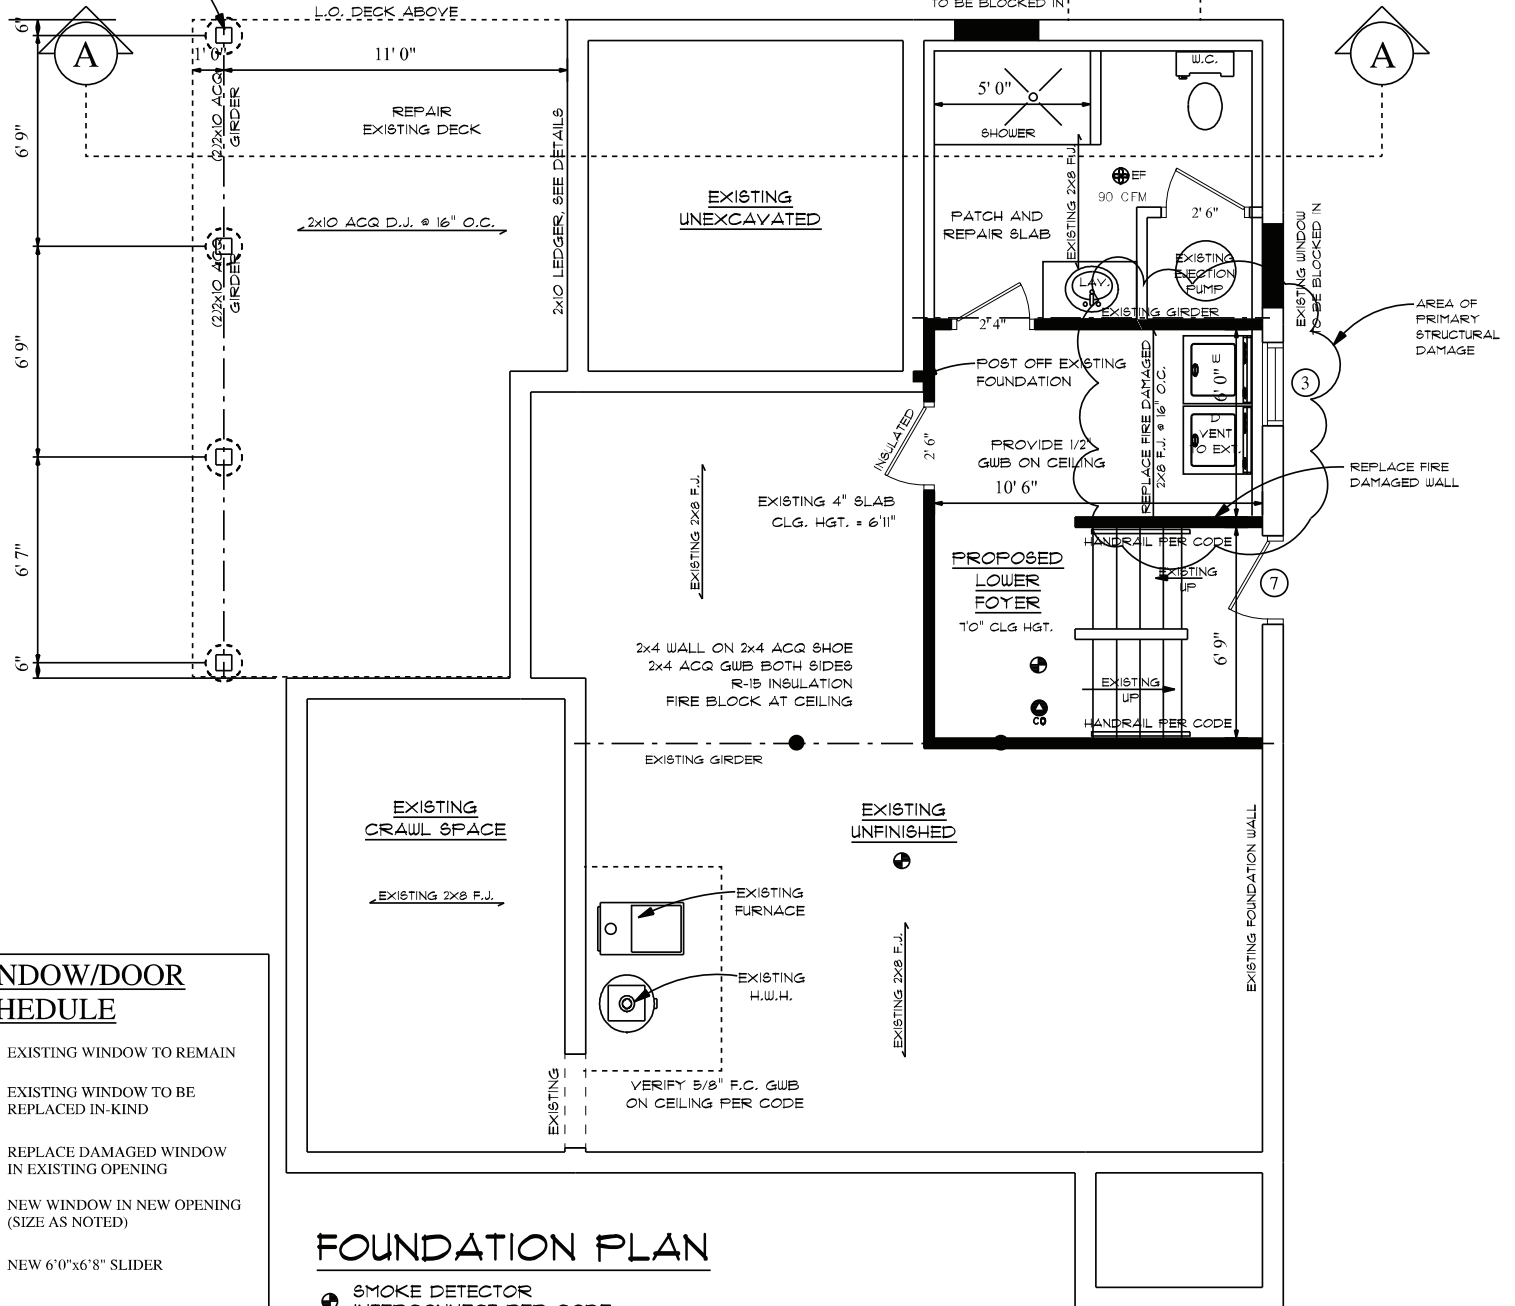 L.O. DECK ABOVE
TO BE BLOCKED IN
6"
A
1' 0"
11' 0"
A
W.C.
5' 0"
SHOWER
REPAIR
EXISTING DECK
(2)2x10 ACQ
GIRDER
6' 9"
2x10 LEDGER, SEE DETAILS
EXISTING
UNEXCAVATED
EXISTING 2X8 F.J.
EF
90 CFM
2' 6"
PATCH AND
REPAIR SLAB
2x10 ACQ D.J. @ 16" O.C.
(2)2x10 ACQ
GIRDER
EXISTING
EJECTION
PUMP
LAV.
EXISTING GIRDER
EXISTING WINDOW
TO BE BLOCKED IN
AREA OF
PRIMARY
STRUCTURAL
DAMAGE
2' 4"
6' 9"
POST OFF EXISTING
FOUNDATION
REPLACE FIRE DAMAGED
2X8 F.J. @ 16" O.C.
W
6' 0"
3
D
VENT
TO EXT.
INSULATED
2' 6"
PROVIDE 1/2"
GWB ON CEILING
REPLACE FIRE
DAMAGED WALL
10' 6"
EXISTING 4" SLAB
CLG. HGT. = 6'11"
EXISTING 2X8 F.J.
6' 7"
HANDRAIL PER CODE
PROPOSED
LOWER
FOYER
7'0" CLG HGT.
EXISTING
UP
7
6' 9"
2x4 WALL ON 2x4 ACQ SHOE
2x4 ACQ GWB BOTH SIDES
R-15 INSULATION
FIRE BLOCK AT CEILING
6"
EXISTING
UP
CO
HANDRAIL PER CODE
EXISTING GIRDER
EXISTING
CRAWL SPACE
EXISTING
UNFINISHED
EXISTING FOUNDATION WALL
EXISTING 2X8 F.J.
EXISTING
FURNACE
EXISTING 2X8 F.J.
EXISTING
H.W.H.
EXISTING
VERIFY 5/8" F.C. GWB
ON CEILING PER CODE
NDOW/DOOR
HEDULE
EXISTING WINDOW TO REMAIN
EXISTING WINDOW TO BE
REPLACED IN-KIND
REPLACE DAMAGED WINDOW
IN EXISTING OPENING
NEW WINDOW IN NEW OPENING
(SIZE AS NOTED)
NEW 6'0"x6'8" SLIDER
FOUNDATION PLAN
SMOKE DETECTOR
INTERCONNECT PER CODE